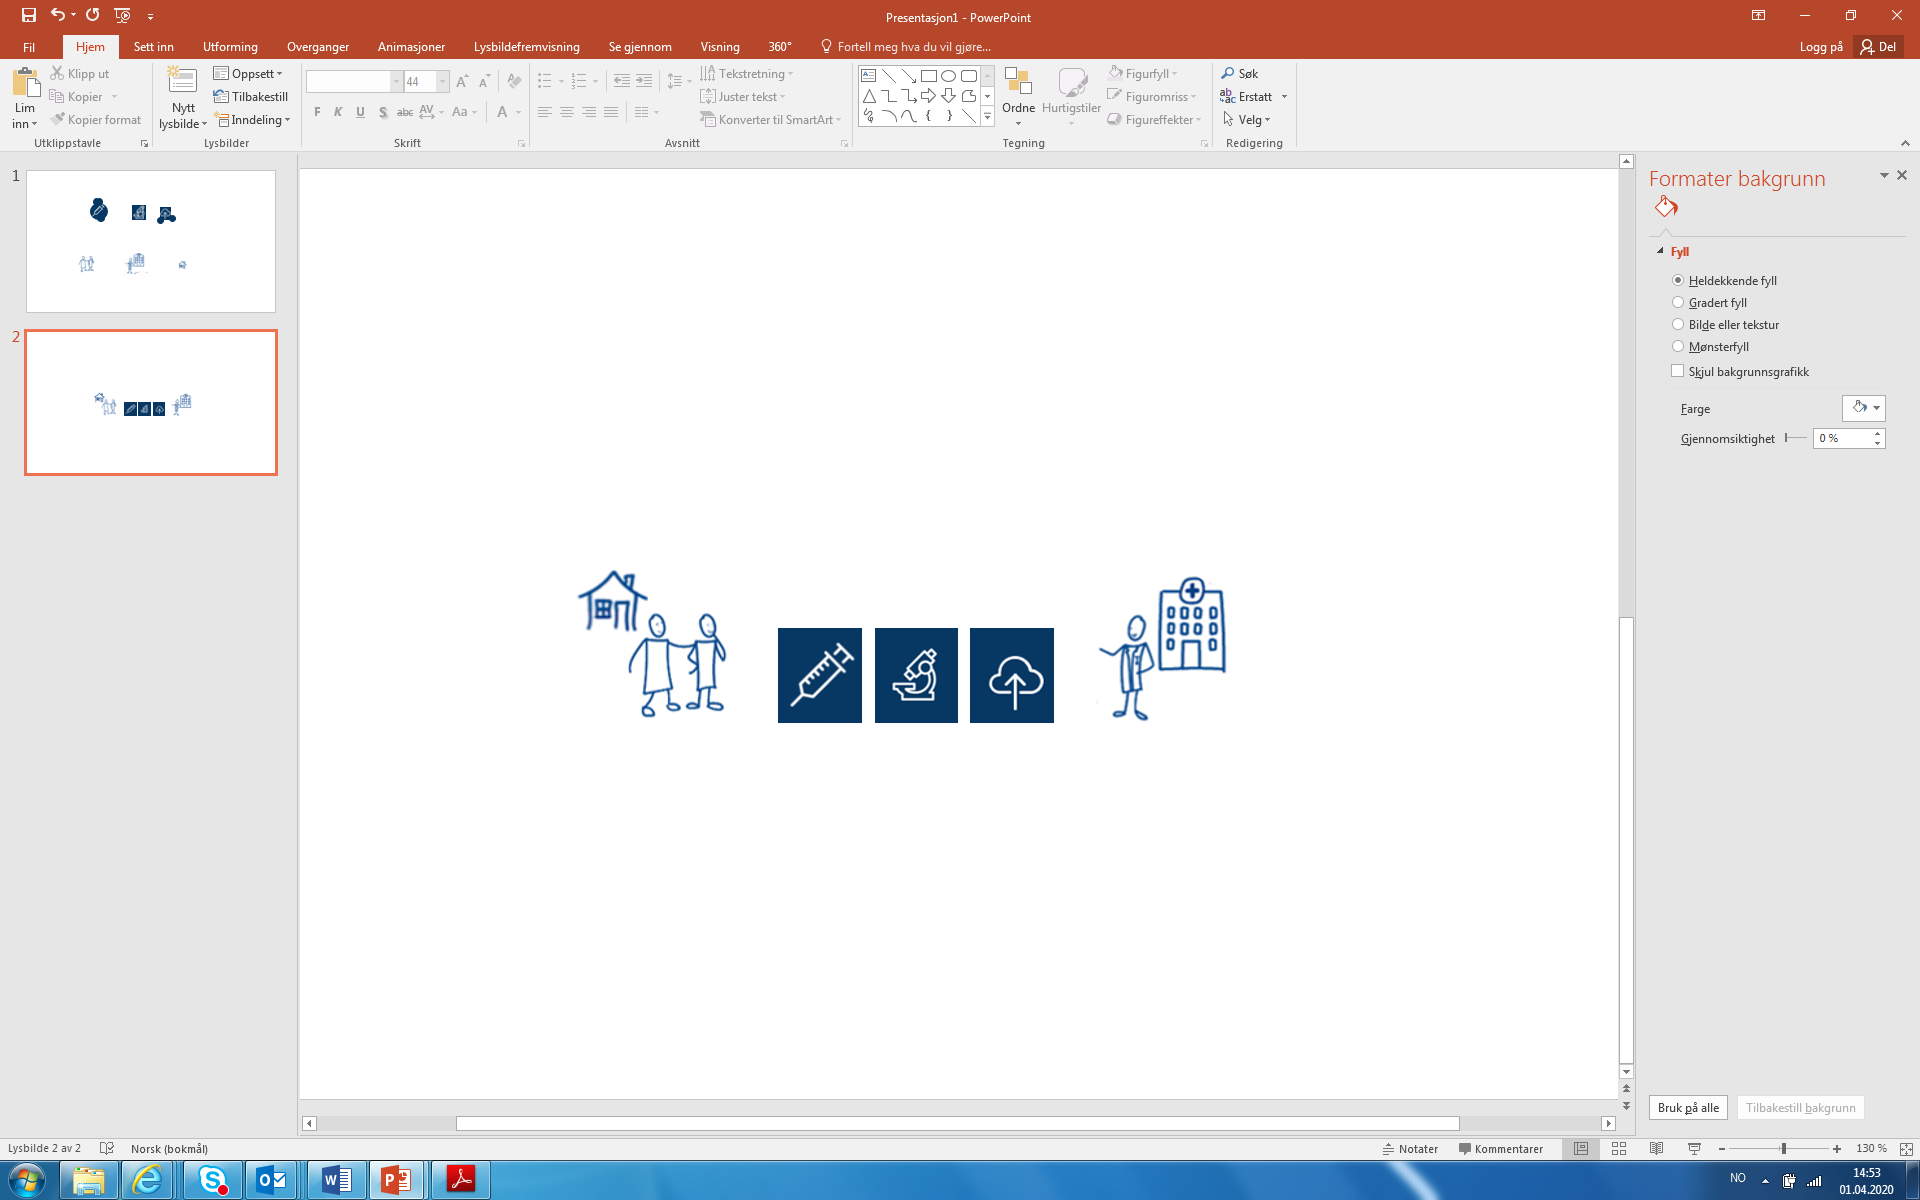 Presentasjon1 - PowerPoint
Fil Hjem Sett inn Utforming Overganger Animasjoner Lysbildefremvisning Se gjennom Visning 360° Fortell meg hva du vil gjøre... Logg på Del
Lim inn
Klipp ut
Kopier
Kopier format
Utklippstavle
Nytt lysbilde
Oppsett
Tilbakestill
Inndeling
Lysbilder
44
F K U S abc AV Aa A
Skrift
Tekstretning
Juster tekst
Konverter til SmartArt
Avsnitt
Ordne
Hurtigstiler
Figurfyll
Figuromriss
Figureffekter
Tegning
Søk
Erstatt
Velg
Redigering
1
2
Formater bakgrunn
Fyll
Heldekkende fyll
Gradert fyll
Bilde eller tekstur
Mønsterfyll
Skjul bakgrunnsgrafikk
Farge
Gjennomsiktighet 0 %
Bruk på alle Tilbakestill bakgrunn
Lysbilde 2 av 2 Norsk (bokmål) Notater Kommentarer 130 %
NO 14:53
01.04.2020